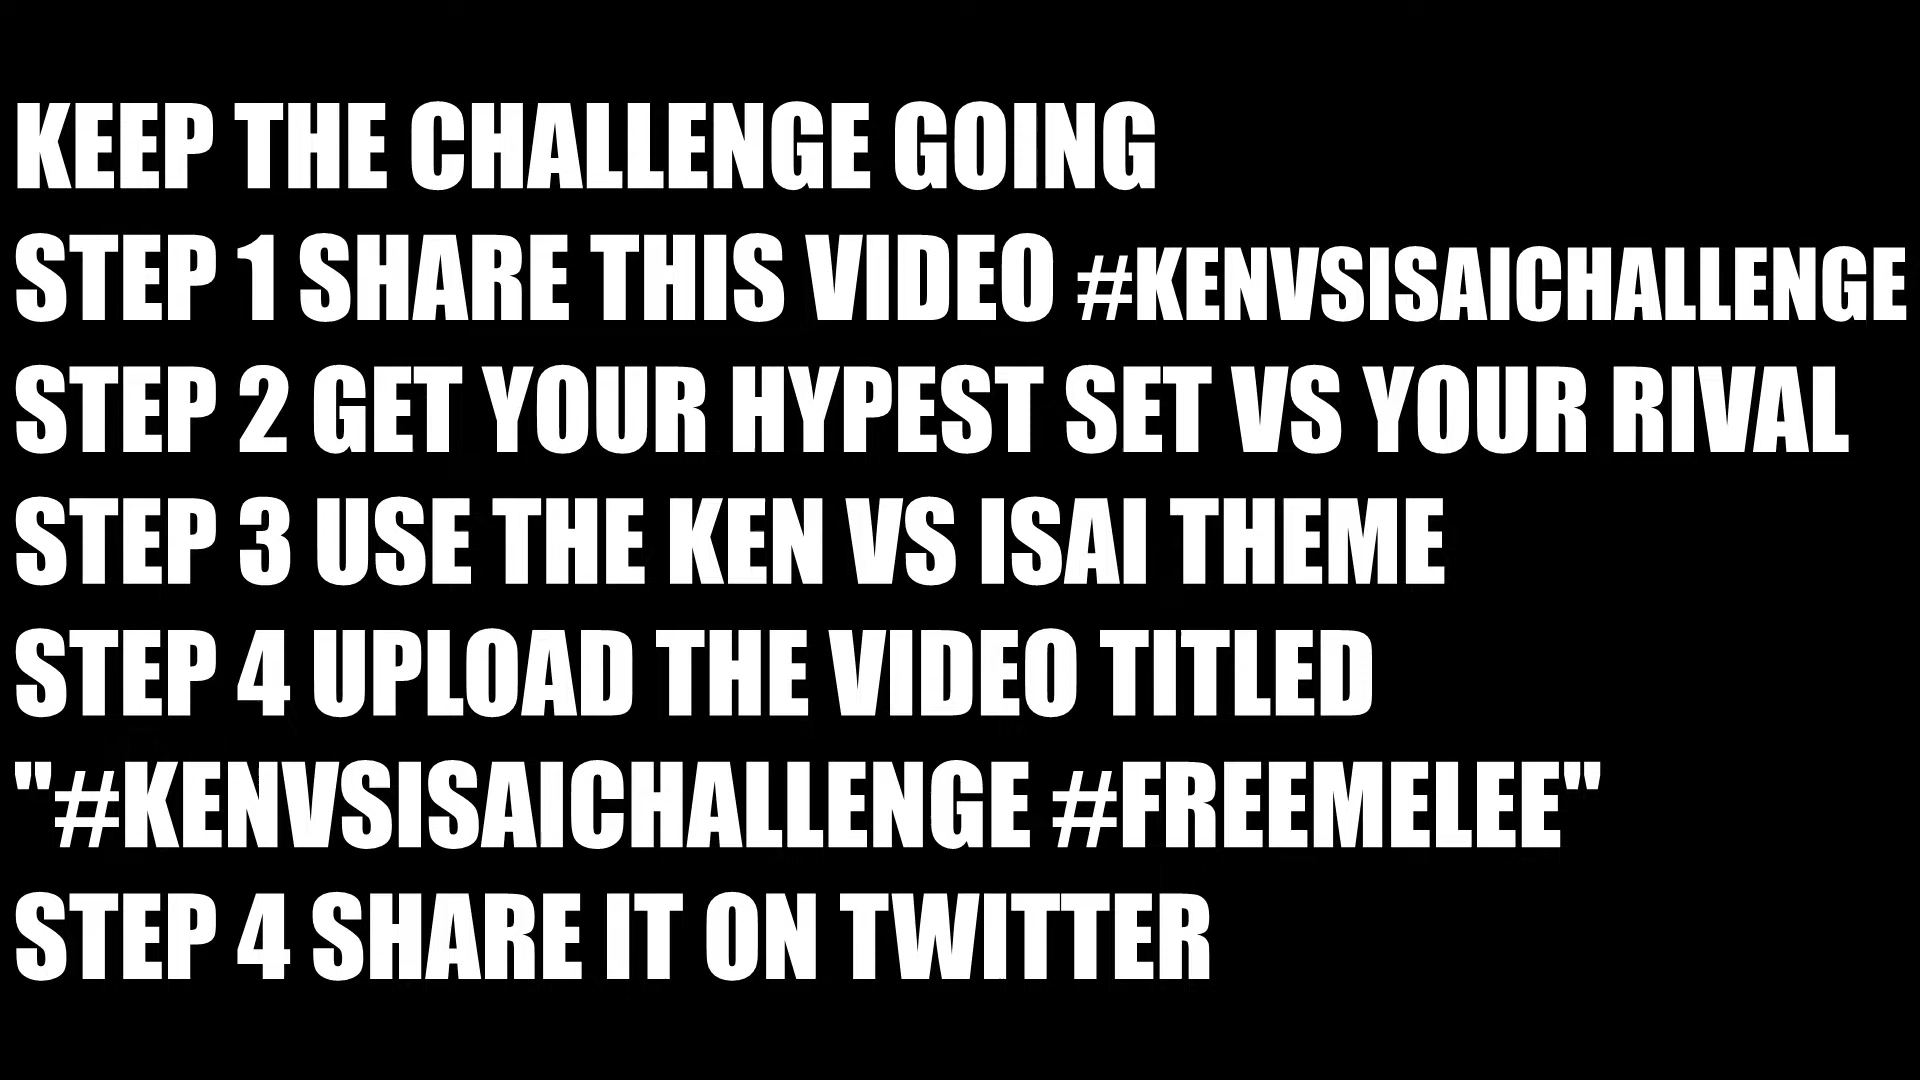 KEEP THE CHALLENGE GOING
STEP 1 SHARE THIS VIDEO #KENVSISAICHALLENGE
STEP 2 GET YOUR HYPEST SET VS YOUR RIVAL
STEP 3 USE THE KEN VS ISAI THEME
STEP 4 UPLOAD THE VIDEO TITLED
"#KENVSISAICHALLENGE #FREEMELEE"
STEP 4 SHARE IT ON TWITTER